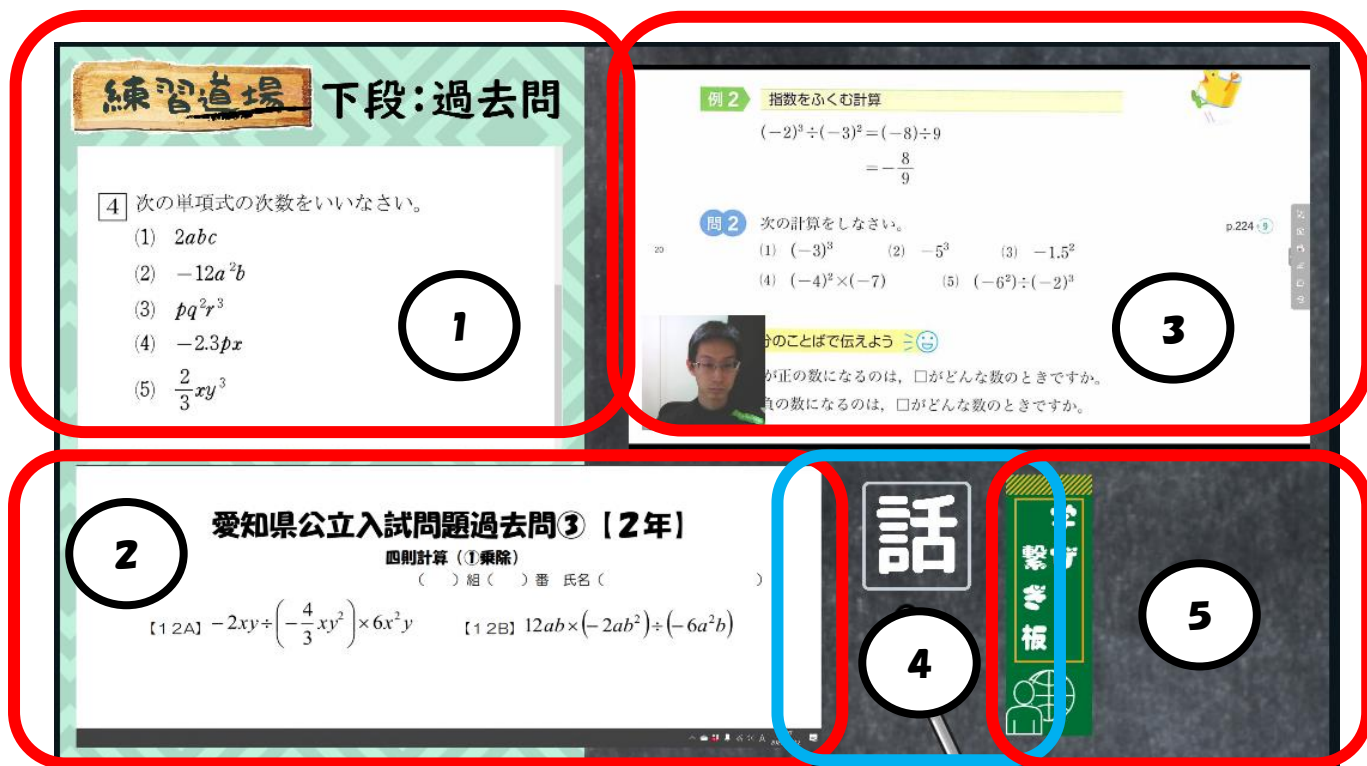 練習道場 下段:過去問
4 次の単項式の次数をいいなさい。
(1) 2abc
(2) −12a²b
(3) pq²r³
(4) −2.3px
(5) 2/3 xy³
1
例2 指数をふくむ計算
(−2)³÷(−3)²=(−8)÷9
=−8/9
問2 次の計算をしなさい。
p.224 9
20
(1) (−3)³ (2) −5³ (3) −1.5²
(4) (−4)²×(−7) (5) (−6²)÷(−2)³
3
のことばで伝えよう
が正の数になるのは，□がどんな数のときですか。
負の数になるのは，□がどんな数のときですか。
2
愛知県公立入試問題過去問③【2年】
四則計算（①乗除）
（ ）組（ ）番 氏名（ ）
【12A】 −2xy÷(−4/3 xy²)×6x²y 【12B】 12ab×(−2ab²)÷(−6a²b)
話
4
繋ぎ板
5